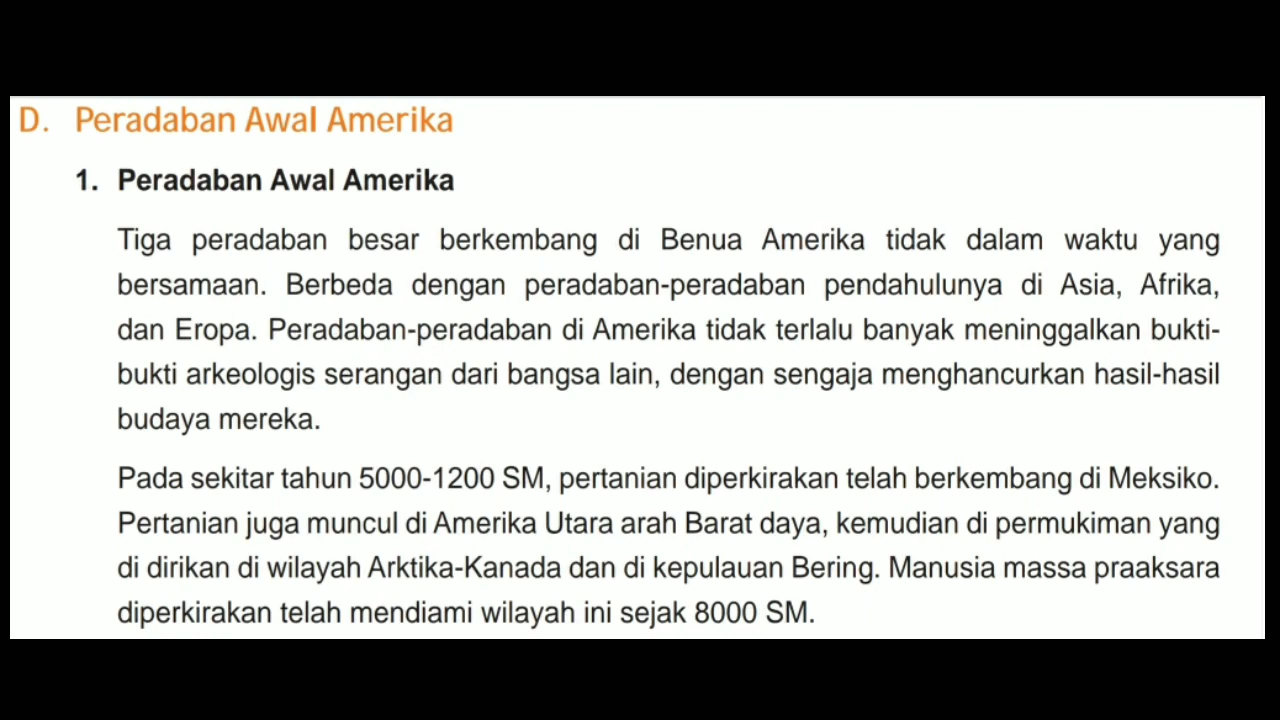 D. Peradaban Awal Amerika
1. Peradaban Awal Amerika
Tiga peradaban besar berkembang di Benua Amerika tidak dalam waktu yang
bersamaan. Berbeda dengan peradaban-peradaban pendahulunya di Asia, Afrika,
dan Eropa. Peradaban-peradaban di Amerika tidak terlalu banyak meninggalkan bukti-
bukti arkeologis serangan dari bangsa lain, dengan sengaja menghancurkan hasil-hasil
budaya mereka.
Pada sekitar tahun 5000-1200 SM, pertanian diperkirakan telah berkembang di Meksiko.
Pertanian juga muncul di Amerika Utara arah Barat daya, kemudian di permukiman yang
di dirikan di wilayah Arktika-Kanada dan di kepulauan Bering. Manusia massa praaksara
diperkirakan telah mendiami wilayah ini sejak 8000 SM.